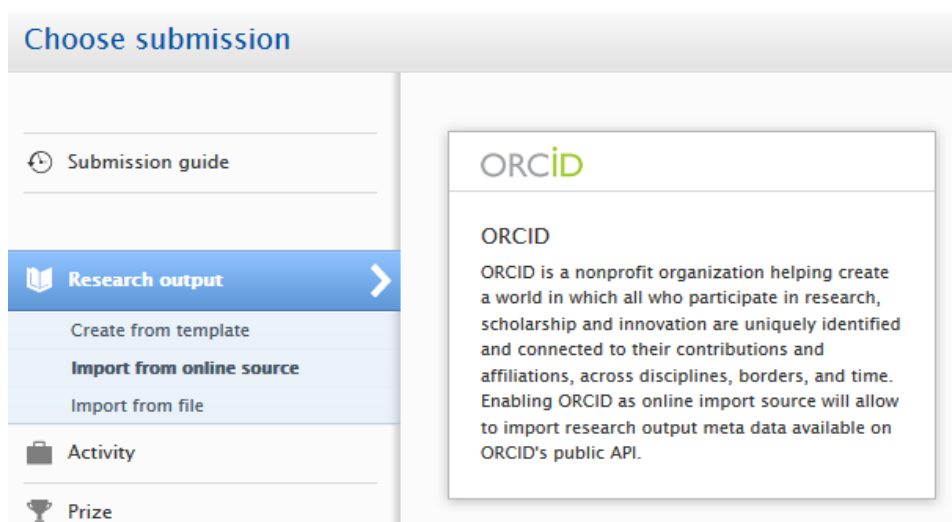 Choose submission
Submission guide
Research output
Create from template
Import from online source
Import from file
Activity
Prize
ORCID
ORCID
ORCID is a nonprofit organization helping create
a world in which all who participate in research,
scholarship and innovation are uniquely identified
and connected to their contributions and
affiliations, across disciplines, borders, and time.
Enabling ORCID as online import source will allow
to import research output meta data available on
ORCID's public API.